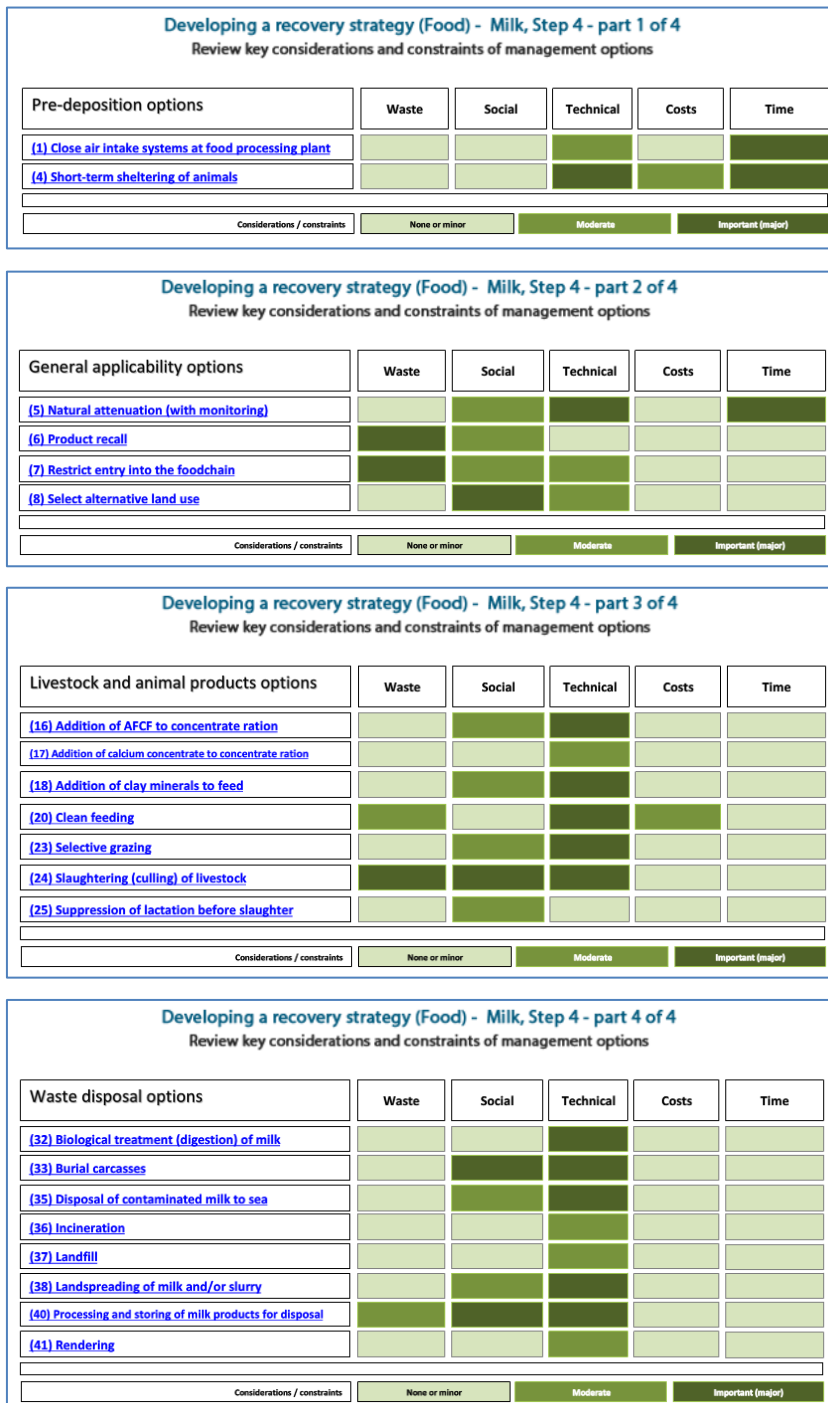 Developing a recovery strategy (Food) - Milk, Step 4 - part 1 of 4
Review key considerations and constraints of management options
Pre-deposition options Waste Social Technical Costs Time
(1) Close air intake systems at food processing plant
(4) Short-term sheltering of animals
Considerations / constraints None or minor Moderate Important (major)
Developing a recovery strategy (Food) - Milk, Step 4 - part 2 of 4
Review key considerations and constraints of management options
General applicability options Waste Social Technical Costs Time
(5) Natural attenuation (with monitoring)
(6) Product recall
(7) Restrict entry into the foodchain
(8) Select alternative land use
Considerations / constraints None or minor Moderate Important (major)
Developing a recovery strategy (Food) - Milk, Step 4 - part 3 of 4
Review key considerations and constraints of management options
Livestock and animal products options Waste Social Technical Costs Time
(16) Addition of AFCF to concentrate ration
(17) Addition of calcium concentrate to concentrate ration
(18) Addition of clay minerals to feed
(20) Clean feeding
(23) Selective grazing
(24) Slaughtering (culling) of livestock
(25) Suppression of lactation before slaughter
Considerations / constraints None or minor Moderate Important (major)
Developing a recovery strategy (Food) - Milk, Step 4 - part 4 of 4
Review key considerations and constraints of management options
Waste disposal options Waste Social Technical Costs Time
(32) Biological treatment (digestion) of milk
(33) Burial carcasses
(35) Disposal of contaminated milk to sea
(36) Incineration
(37) Landfill
(38) Landspreading of milk and/or slurry
(40) Processing and storing of milk products for disposal
(41) Rendering
Considerations / constraints None or minor Moderate Important (major)